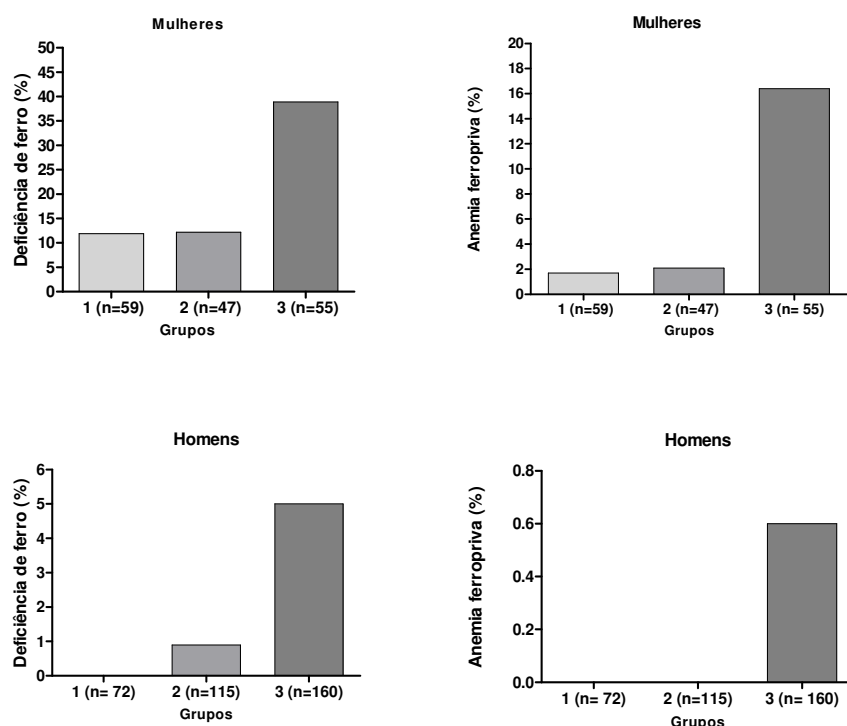 Mulheres
Deficiência de ferro (%)
50
45
40
35
30
25
20
15
10
5
0
1 (n=59) 2 (n=47) 3 (n=55)
Grupos
Mulheres
Anemia ferropriva (%)
20
18
16
14
12
10
8
6
4
2
0
1 (n=59) 2 (n=47) 3 (n= 55)
Grupos
Homens
Deficiência de ferro (%)
6
5
4
3
2
1
0
1 (n= 72) 2 (n=115) 3 (n=160)
Grupos
Homens
Anemia ferropriva (%)
0.8
0.6
0.4
0.2
0.0
1 (n= 72) 2 (n=115) 3 (n= 160)
Grupos